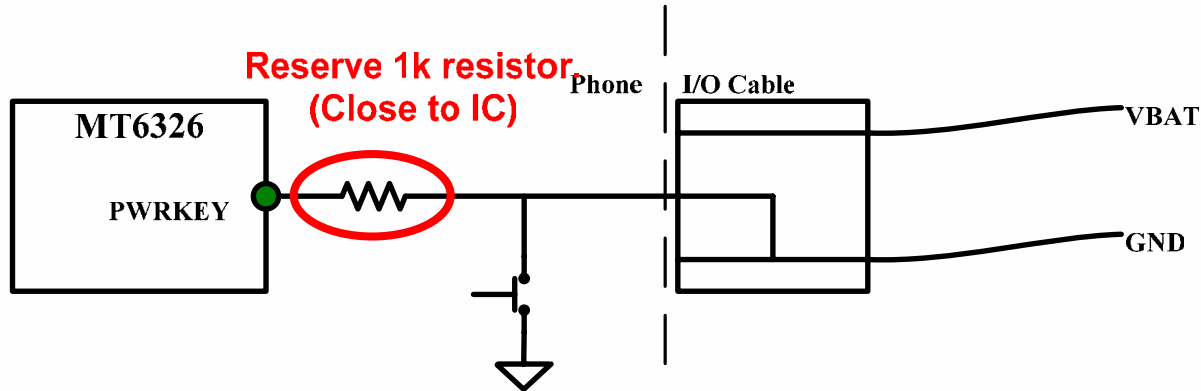 Reserve 1k resistor.
(Close to IC)
Phone
I/O Cable
MT6326
VBAT
PWRKEY
GND